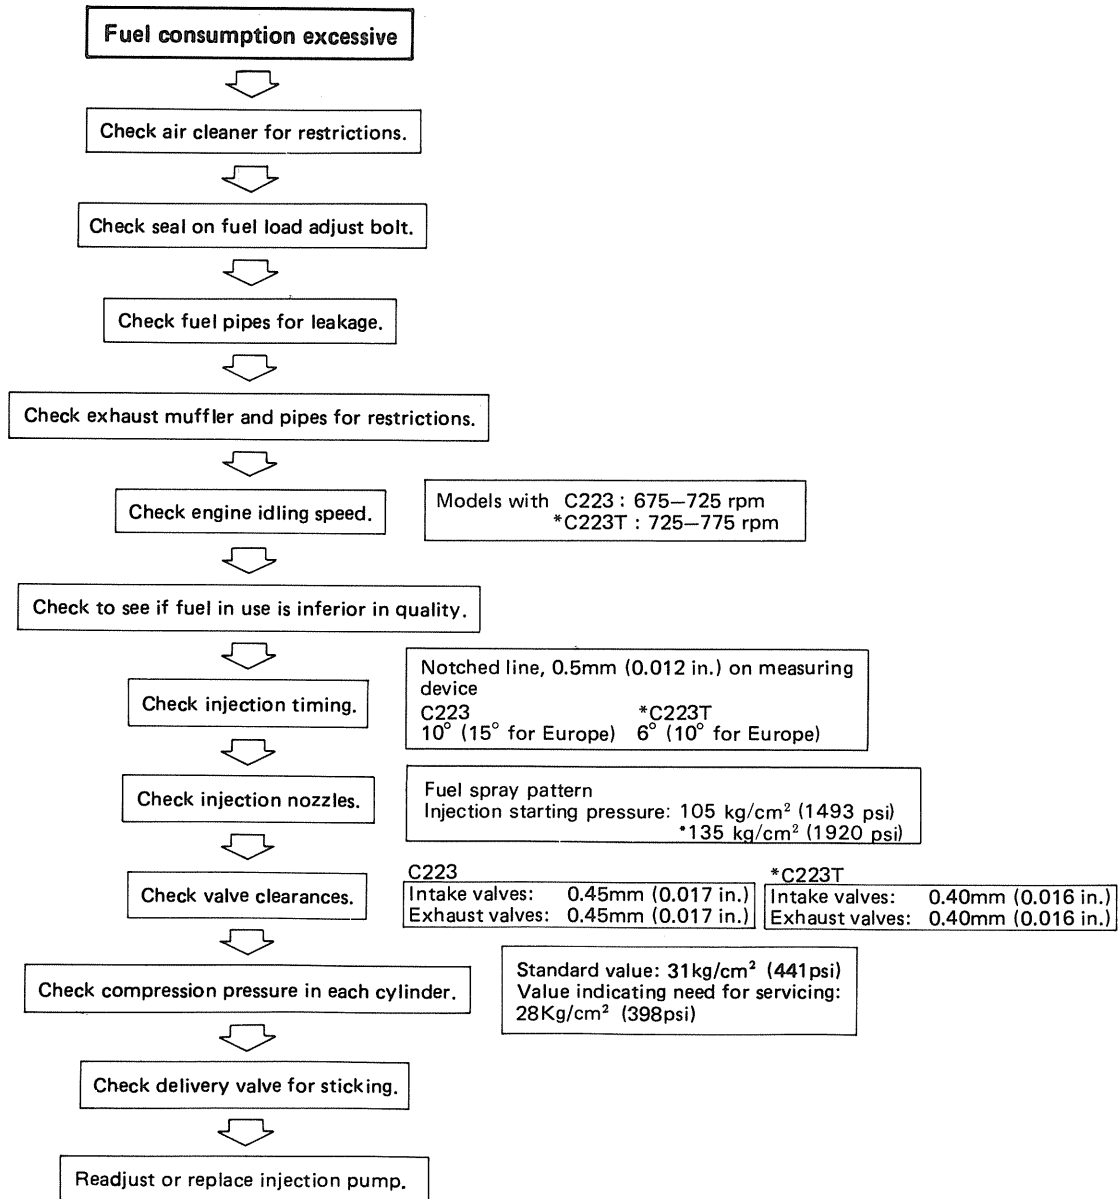 Fuel consumption excessive
Check air cleaner for restrictions.
Check seal on fuel load adjust bolt.
Check fuel pipes for leakage.
Check exhaust muffler and pipes for restrictions.
Check engine idling speed.
Models with C223 : 675—725 rpm
*C223T : 725—775 rpm
Check to see if fuel in use is inferior in quality.
Check injection timing.
Notched line, 0.5mm (0.012 in.) on measuring
device
C223 *C223T
10° (15° for Europe) 6° (10° for Europe)
Check injection nozzles.
Fuel spray pattern
Injection starting pressure: 105 kg/cm² (1493 psi)
*135 kg/cm² (1920 psi)
Check valve clearances.
C223
Intake valves: 0.45mm (0.017 in.)
Exhaust valves: 0.45mm (0.017 in.)
*C223T
Intake valves: 0.40mm (0.016 in.)
Exhaust valves: 0.40mm (0.016 in.)
Check compression pressure in each cylinder.
Standard value: 31kg/cm² (441psi)
Value indicating need for servicing:
28Kg/cm² (398psi)
Check delivery valve for sticking.
Readjust or replace injection pump.